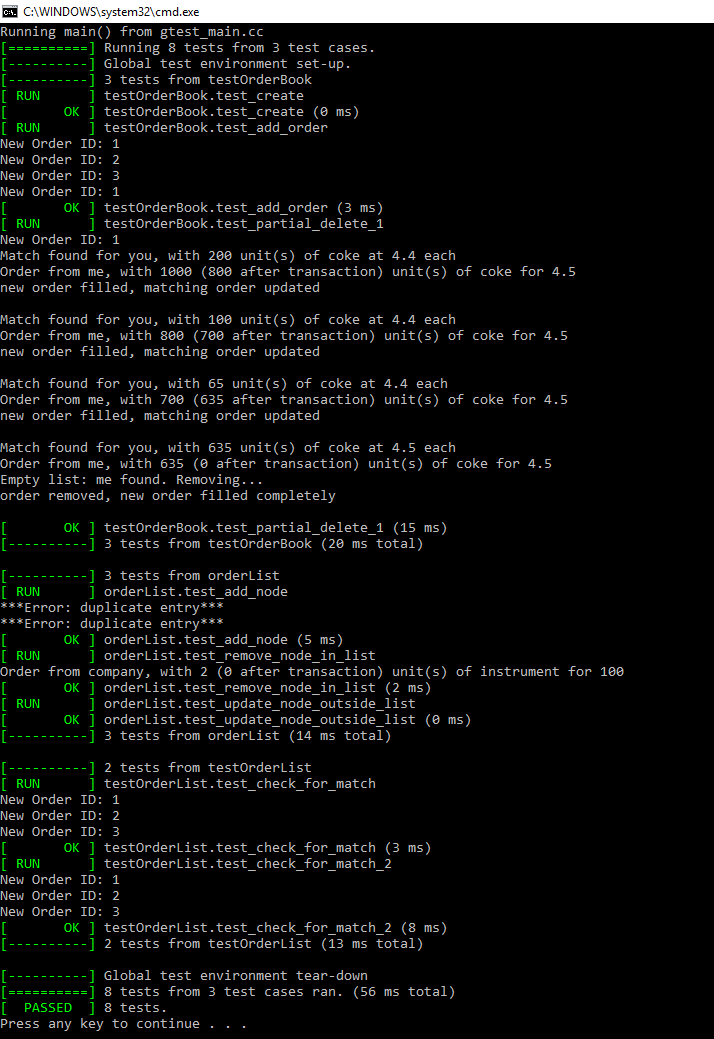 C:\WINDOWS\system32\cmd.exe
Running main() from gtest_main.cc
[==========] Running 8 tests from 3 test cases.
[----------] Global test environment set-up.
[----------] 3 tests from testOrderBook
[ RUN      ] testOrderBook.test_create
[       OK ] testOrderBook.test_create (0 ms)
[ RUN      ] testOrderBook.test_add_order
New Order ID: 1
New Order ID: 2
New Order ID: 3
New Order ID: 1
[       OK ] testOrderBook.test_add_order (3 ms)
[ RUN      ] testOrderBook.test_partial_delete_1
New Order ID: 1
Match found for you, with 200 unit(s) of coke at 4.4 each
Order from me, with 1000 (800 after transaction) unit(s) of coke for 4.5
new order filled, matching order updated

Match found for you, with 100 unit(s) of coke at 4.4 each
Order from me, with 800 (700 after transaction) unit(s) of coke for 4.5
new order filled, matching order updated

Match found for you, with 65 unit(s) of coke at 4.4 each
Order from me, with 700 (635 after transaction) unit(s) of coke for 4.5
new order filled, matching order updated

Match found for you, with 635 unit(s) of coke at 4.5 each
Order from me, with 635 (0 after transaction) unit(s) of coke for 4.5
Empty list: me found. Removing...
order removed, new order filled completely

[       OK ] testOrderBook.test_partial_delete_1 (15 ms)
[----------] 3 tests from testOrderBook (20 ms total)

[----------] 3 tests from orderList
[ RUN      ] orderList.test_add_node
***Error: duplicate entry***
***Error: duplicate entry***
[       OK ] orderList.test_add_node (5 ms)
[ RUN      ] orderList.test_remove_node_in_list
Order from company, with 2 (0 after transaction) unit(s) of instrument for 100
[       OK ] orderList.test_remove_node_in_list (2 ms)
[ RUN      ] orderList.test_update_node_outside_list
[       OK ] orderList.test_update_node_outside_list (0 ms)
[----------] 3 tests from orderList (14 ms total)

[----------] 2 tests from testOrderList
[ RUN      ] testOrderList.test_check_for_match
New Order ID: 1
New Order ID: 2
New Order ID: 3
[       OK ] testOrderList.test_check_for_match (3 ms)
[ RUN      ] testOrderList.test_check_for_match_2
New Order ID: 1
New Order ID: 2
New Order ID: 3
[       OK ] testOrderList.test_check_for_match_2 (8 ms)
[----------] 2 tests from testOrderList (13 ms total)

[----------] Global test environment tear-down
[==========] 8 tests from 3 test cases ran. (56 ms total)
[  PASSED  ] 8 tests.
Press any key to continue . . .